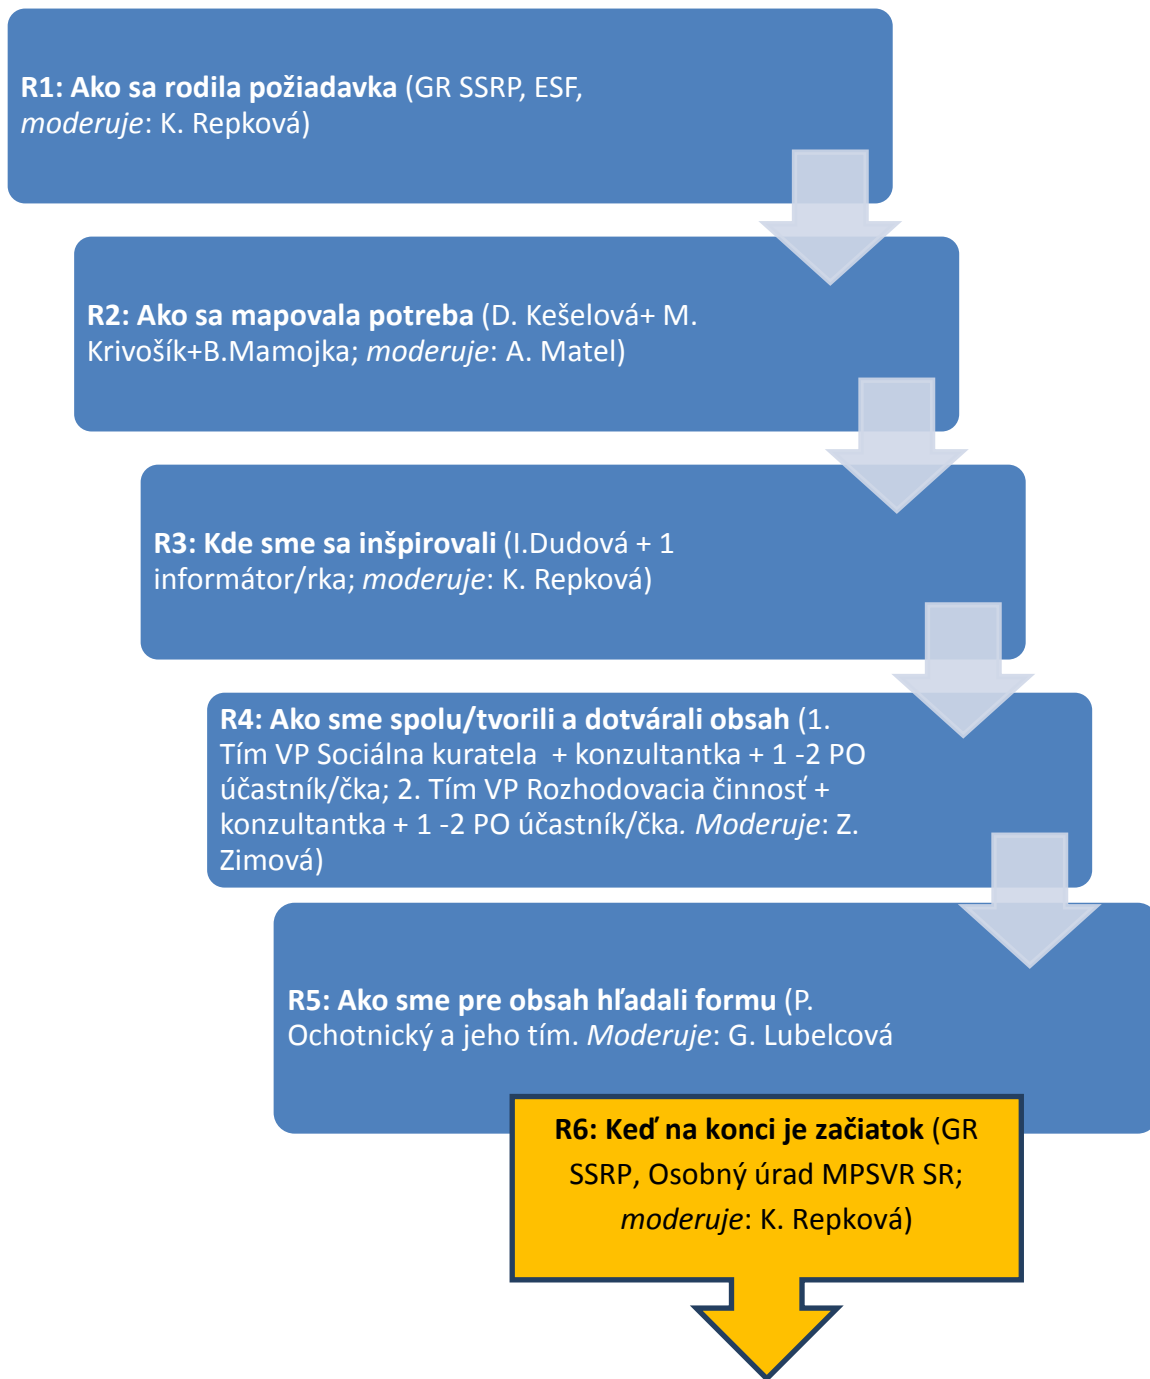 R1: Ako sa rodila požiadavka (GR SSRP, ESF,
moderuje: K. Repková)
R2: Ako sa mapovala potreba (D. Kešelová+ M.
Krivošík+B.Mamojka; moderuje: A. Matel)
R3: Kde sme sa inšpirovali (I.Dudová + 1
informátor/rka; moderuje: K. Repková)
R4: Ako sme spolu/tvorili a dotvárali obsah (1.
Tím VP Sociálna kuratela + konzultantka + 1 -2 PO
účastník/čka; 2. Tím VP Rozhodovacia činnosť +
konzultantka + 1 -2 PO účastník/čka. Moderuje: Z.
Zimová)
R5: Ako sme pre obsah hľadali formu (P.
Ochotnický a jeho tím. Moderuje: G. Lubelcová
R6: Keď na konci je začiatok (GR
SSRP, Osobný úrad MPSVR SR;
moderuje: K. Repková)